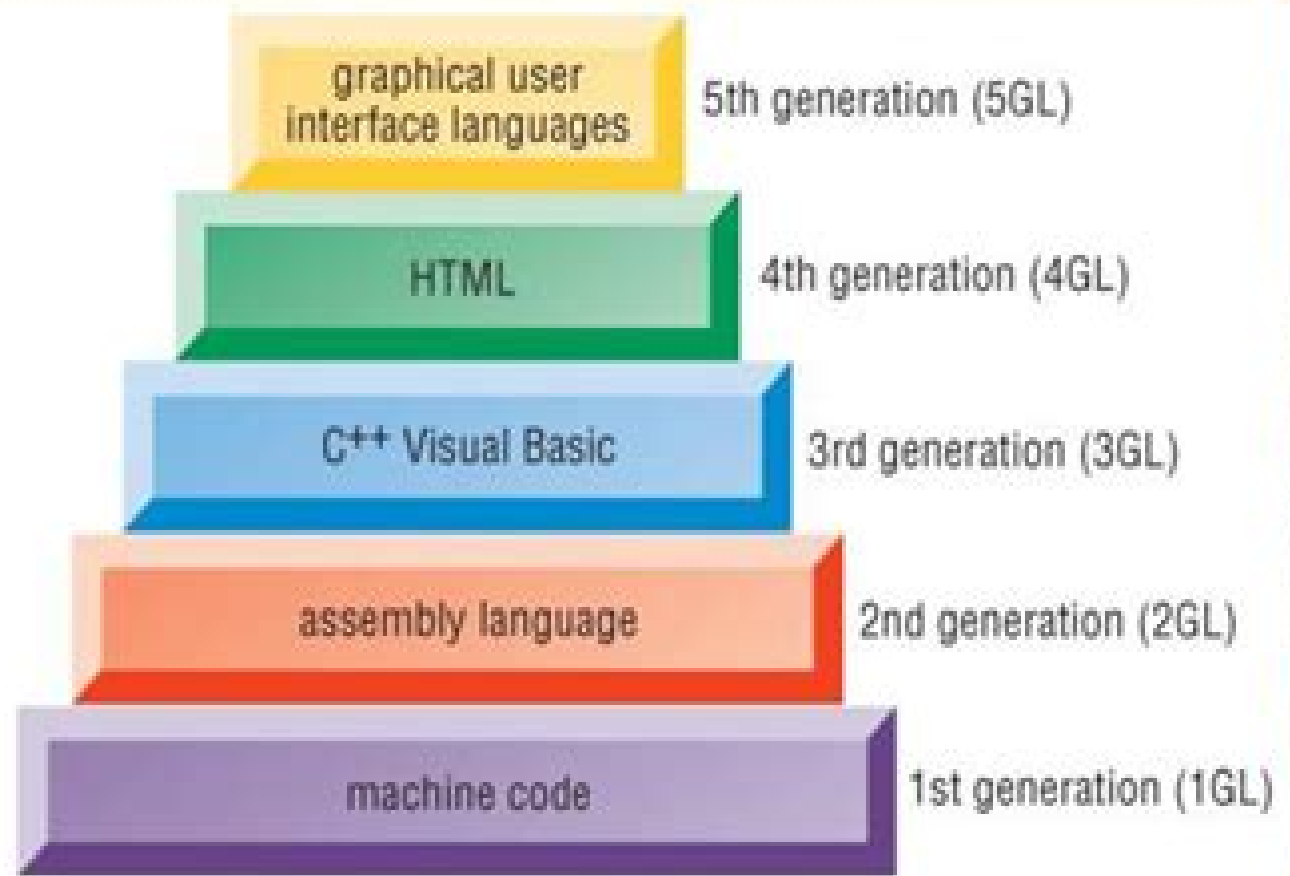 graphical user
interface languages
5th generation (5GL)
HTML
4th generation (4GL)
C++ Visual Basic
3rd generation (3GL)
assembly language
2nd generation (2GL)
machine code
1st generation (1GL)